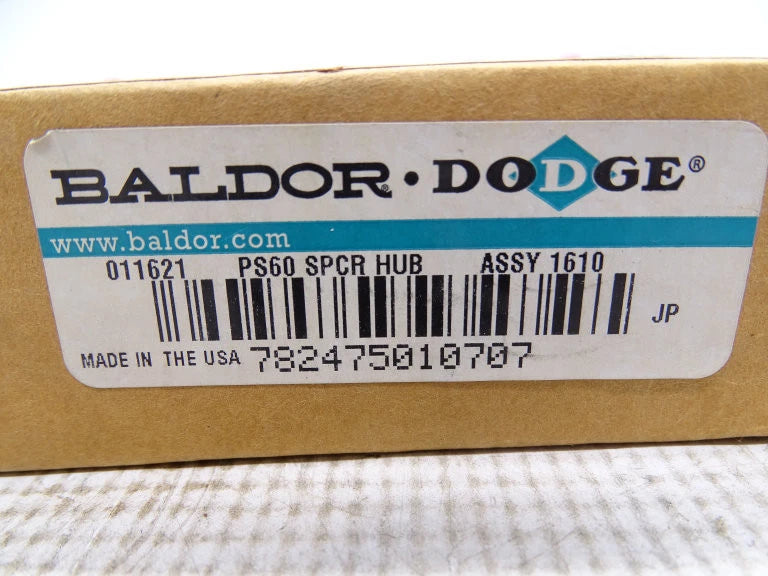 BALDOR® · DODGE®
www.baldor.com
011621 PS60 SPCR HUB ASSY 1610
JP
MADE IN THE USA 782475010707